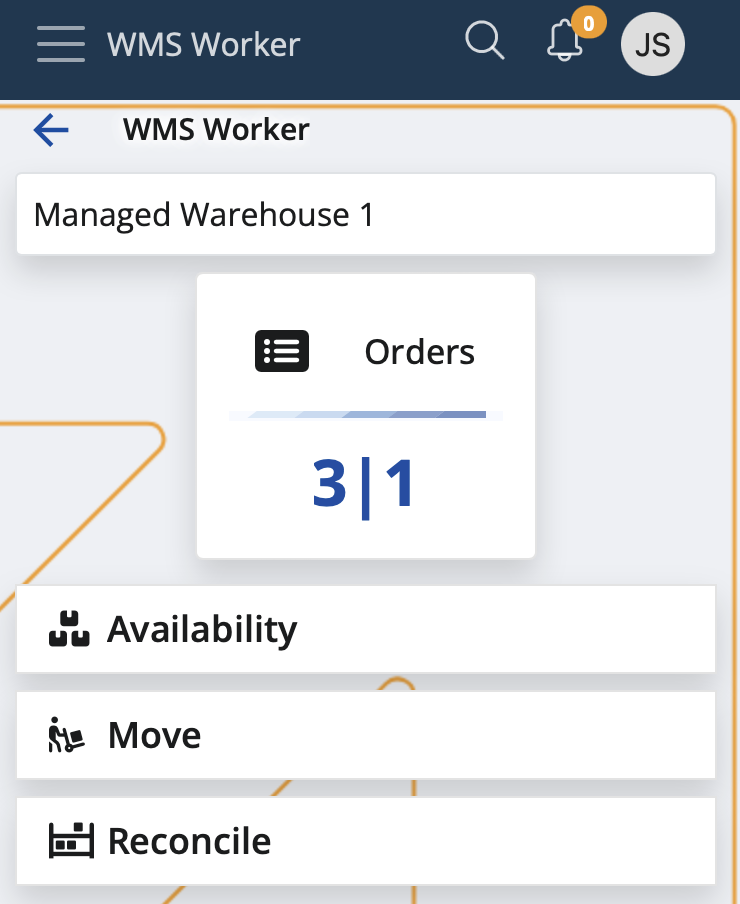 WMS Worker
0
JS
WMS Worker
Managed Warehouse 1
Orders
3|1
Availability
Move
Reconcile